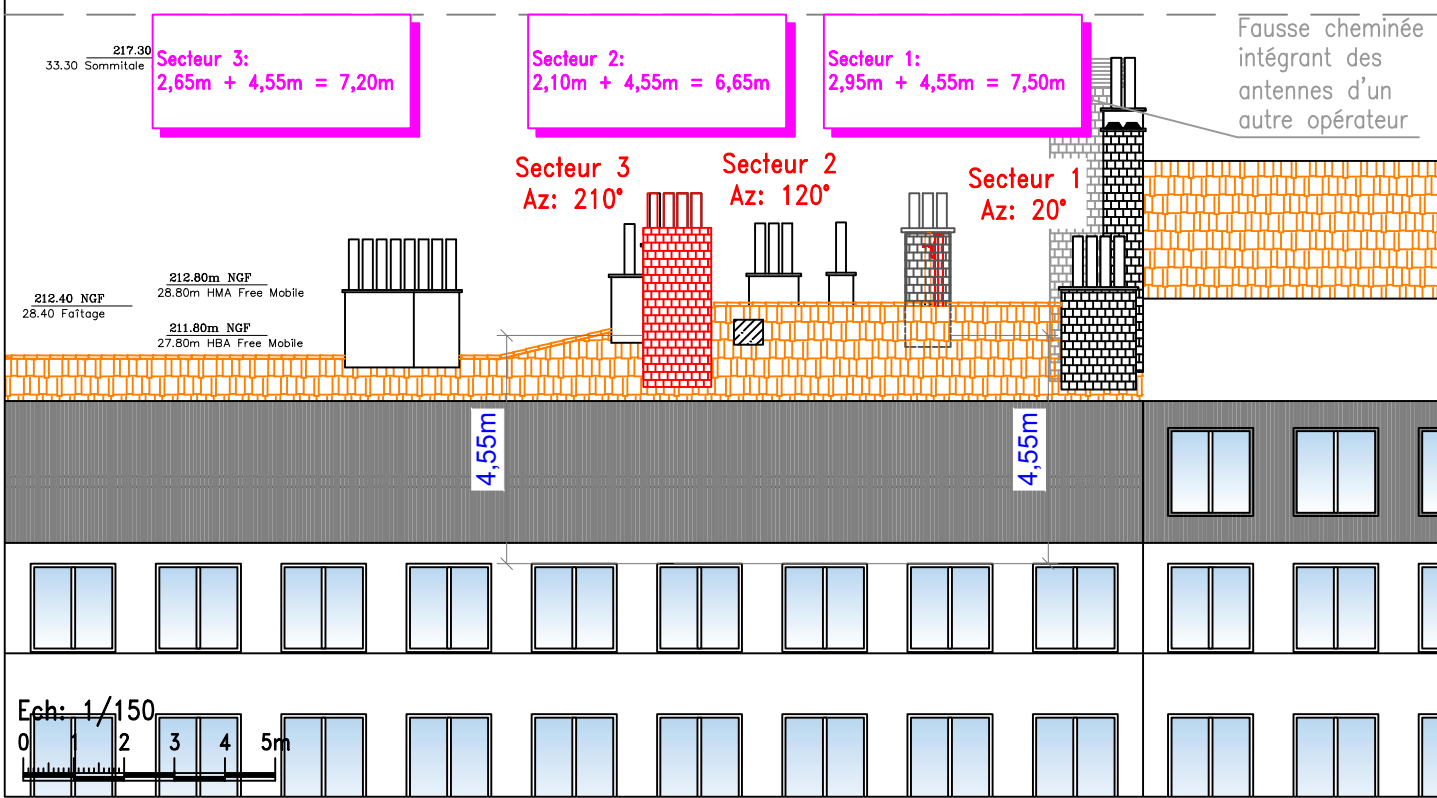 217.30
33.30 Sommitale
Secteur 3:
2,65m + 4,55m = 7,20m
Secteur 2:
2,10m + 4,55m = 6,65m
Secteur 1:
2,95m + 4,55m = 7,50m
Fausse cheminée
intégrant des
antennes d'un
autre opérateur
Secteur 3
Az: 210°
Secteur 2
Az: 120°
Secteur 1
Az: 20°
212.80m NGF
28.80m HMA Free Mobile
212.40 NGF
28.40 Faîtage
211.80m NGF
27.80m HBA Free Mobile
4,55m
4,55m
Ech: 1/150
0 1 2 3 4 5m